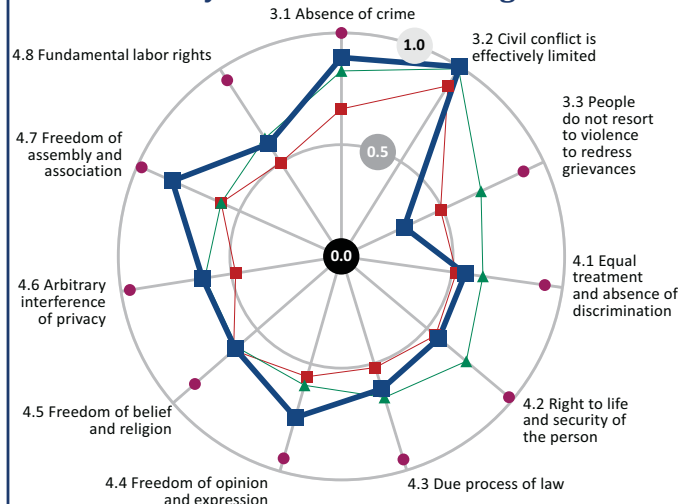 3.1 Absence of crime
1.0
3.2 Civil conflict is
effectively limited
4.8 Fundamental labor rights
3.3 People
do not resort
to violence
to redress
grievances
4.7 Freedom of
assembly and
association
0.5
0.0
4.1 Equal
treatment
and absence of
discrimination
4.6 Arbitrary
interference
of privacy
4.2 Right to life
and security of
the person
4.5 Freedom of belief
and religion
4.3 Due process of law
4.4 Freedom of opinion
and expression